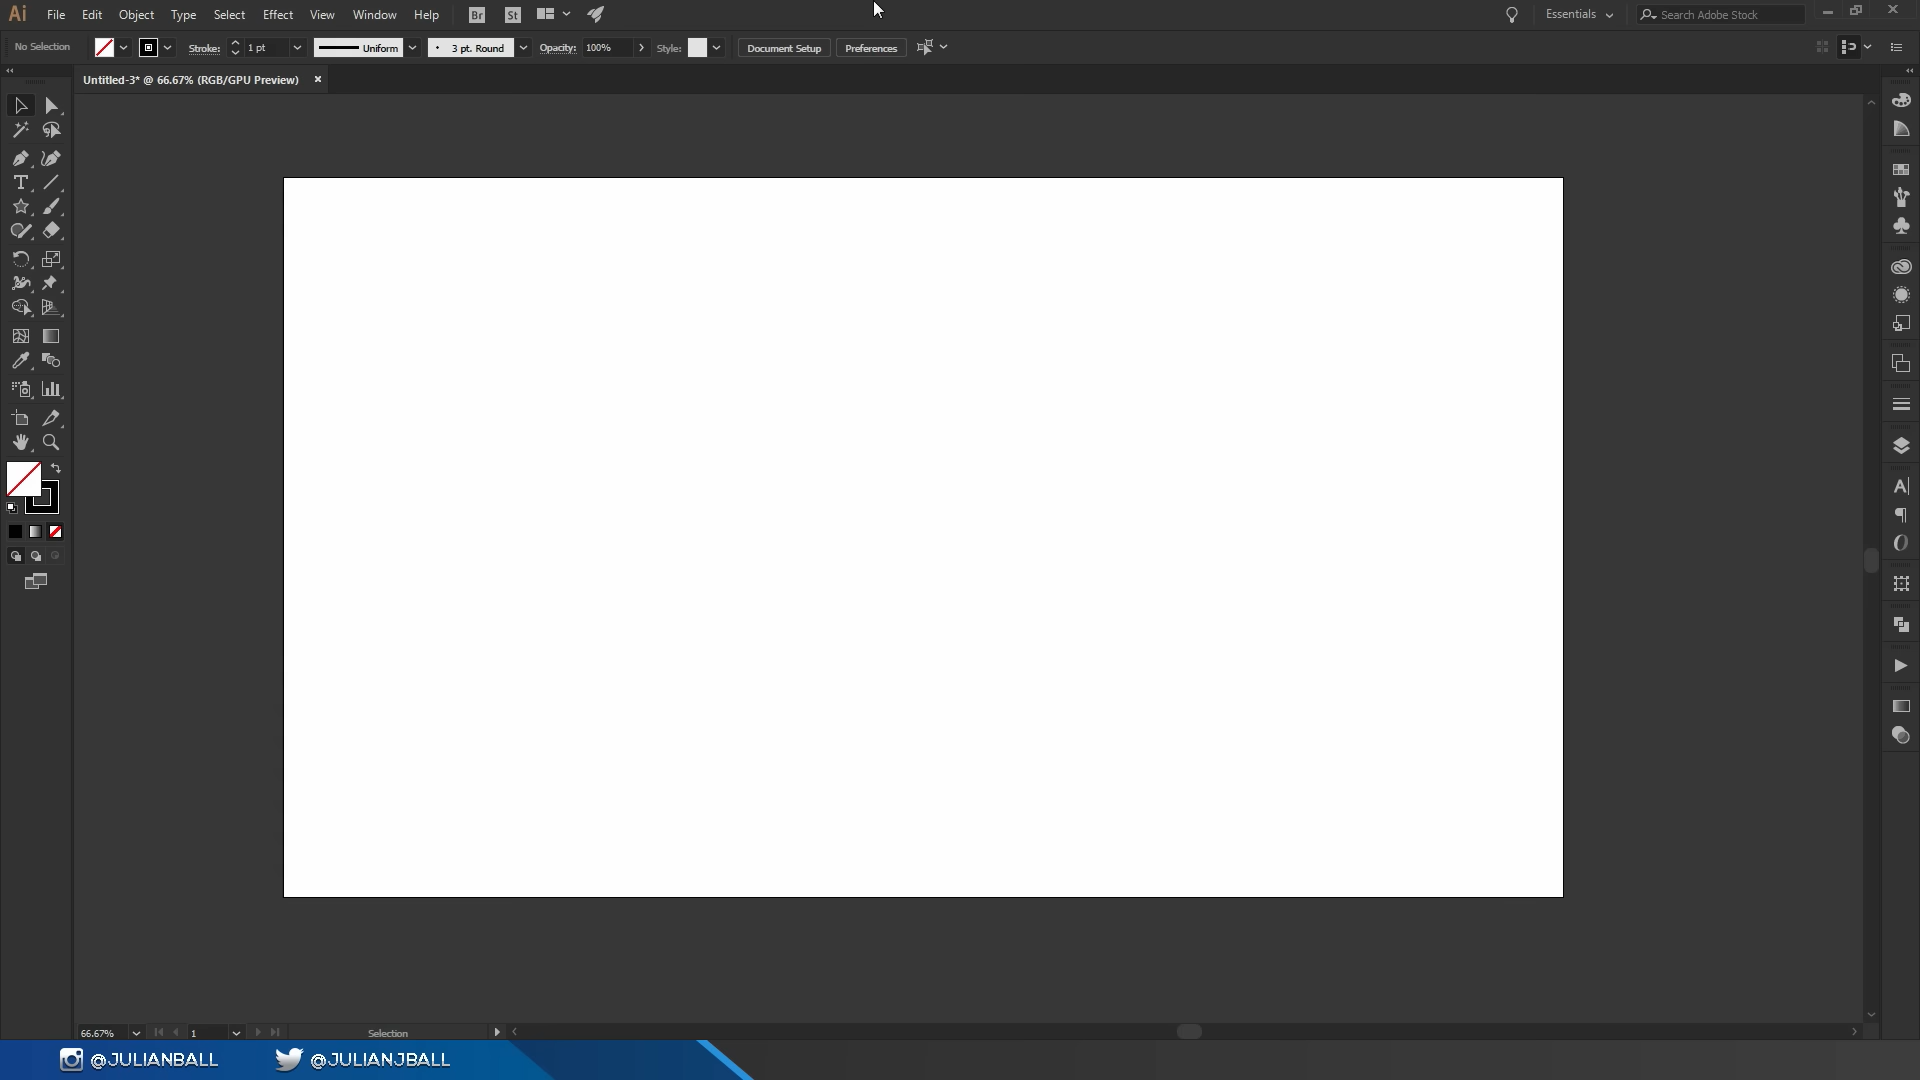 Ai File Edit Object Type Select Effect View Window Help Br St Essentials Search Adobe Stock
No Selection Stroke: 1 pt Uniform 3 pt. Round Opacity: 100% Style: Document Setup Preferences
Untitled-3* @ 66.67% (RGB/GPU Preview)
66.67% 1 Selection
@JULIANBALL @JULIANJBALL